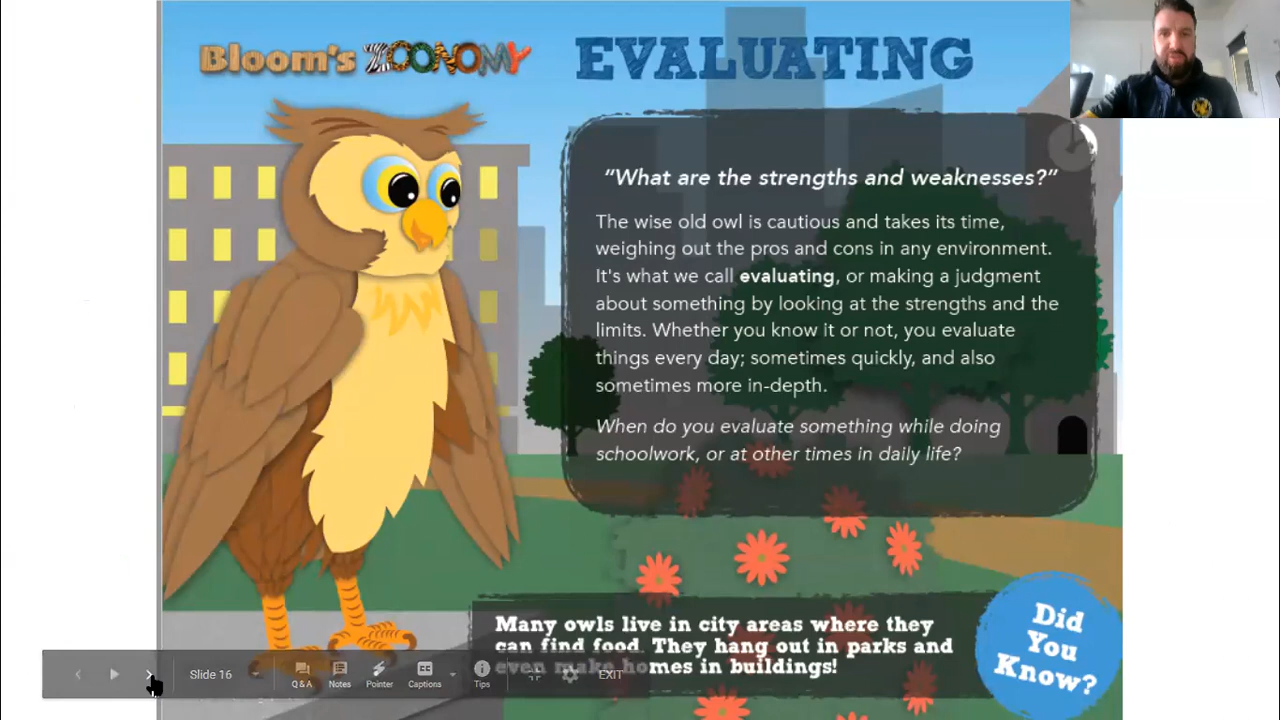 Bloom's ZOONOMY
EVALUATING
“What are the strengths and weaknesses?”
The wise old owl is cautious and takes its time,
weighing out the pros and cons in any environment.
It's what we call evaluating, or making a judgment
about something by looking at the strengths and the
limits. Whether you know it or not, you evaluate
things every day; sometimes quickly, and also
sometimes more in-depth.
When do you evaluate something while doing
schoolwork, or at other times in daily life?
Many owls live in city areas where they
can find food. They hang out in parks and
even make homes in buildings!
Did
You
Know?
Slide 16
Q & A
Notes
Pointer
Captions
Tips
EXIT